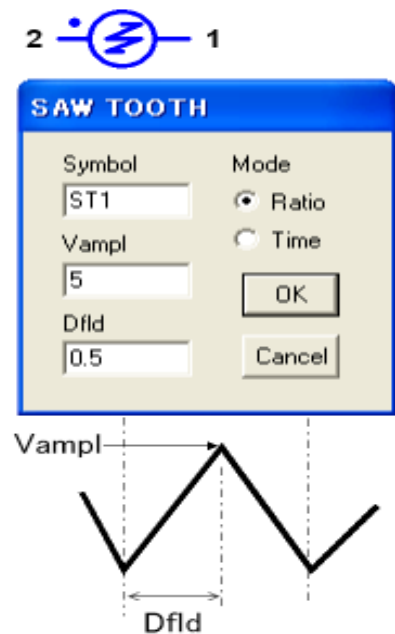 2 1
SAW TOOTH
Symbol Mode
ST1 Ratio
Vampl Time
5 OK
Dfld
0.5 Cancel
Vampl
Dfld